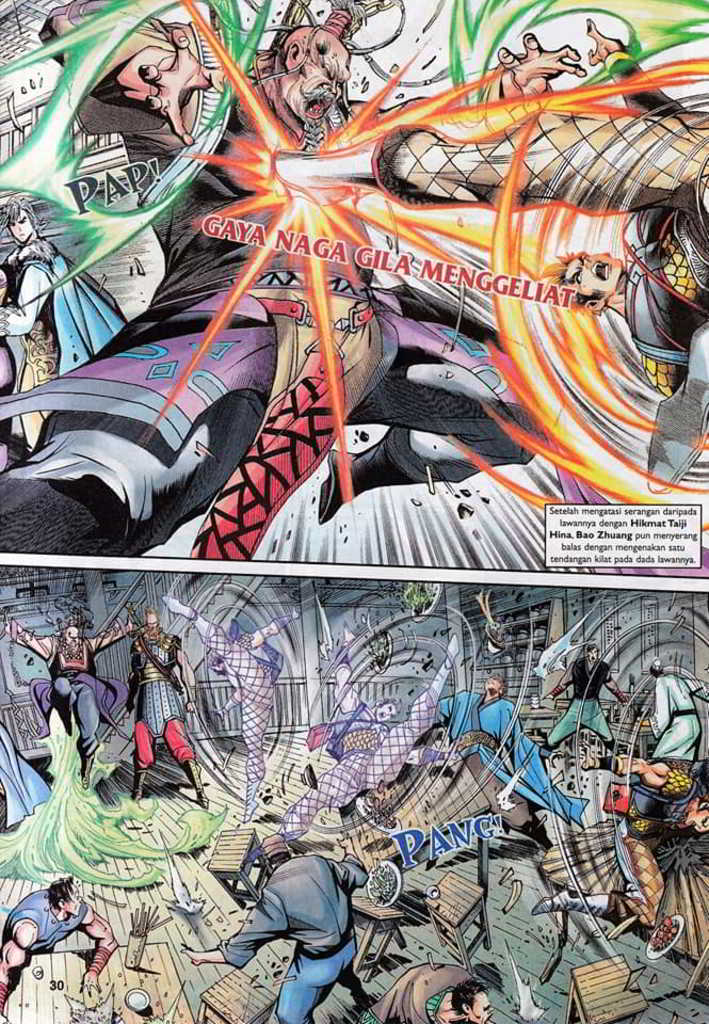 PAP!
GAYA NAGA GILA MENGGELIAT
Setelah mengatasi serangan daripada
lawannya dengan Hikmat Taiji
Hina, Bao Zhuang pun menyerang
balas dengan mengenakan satu
tendangan kilat pada dada lawannya.
PANG!
30